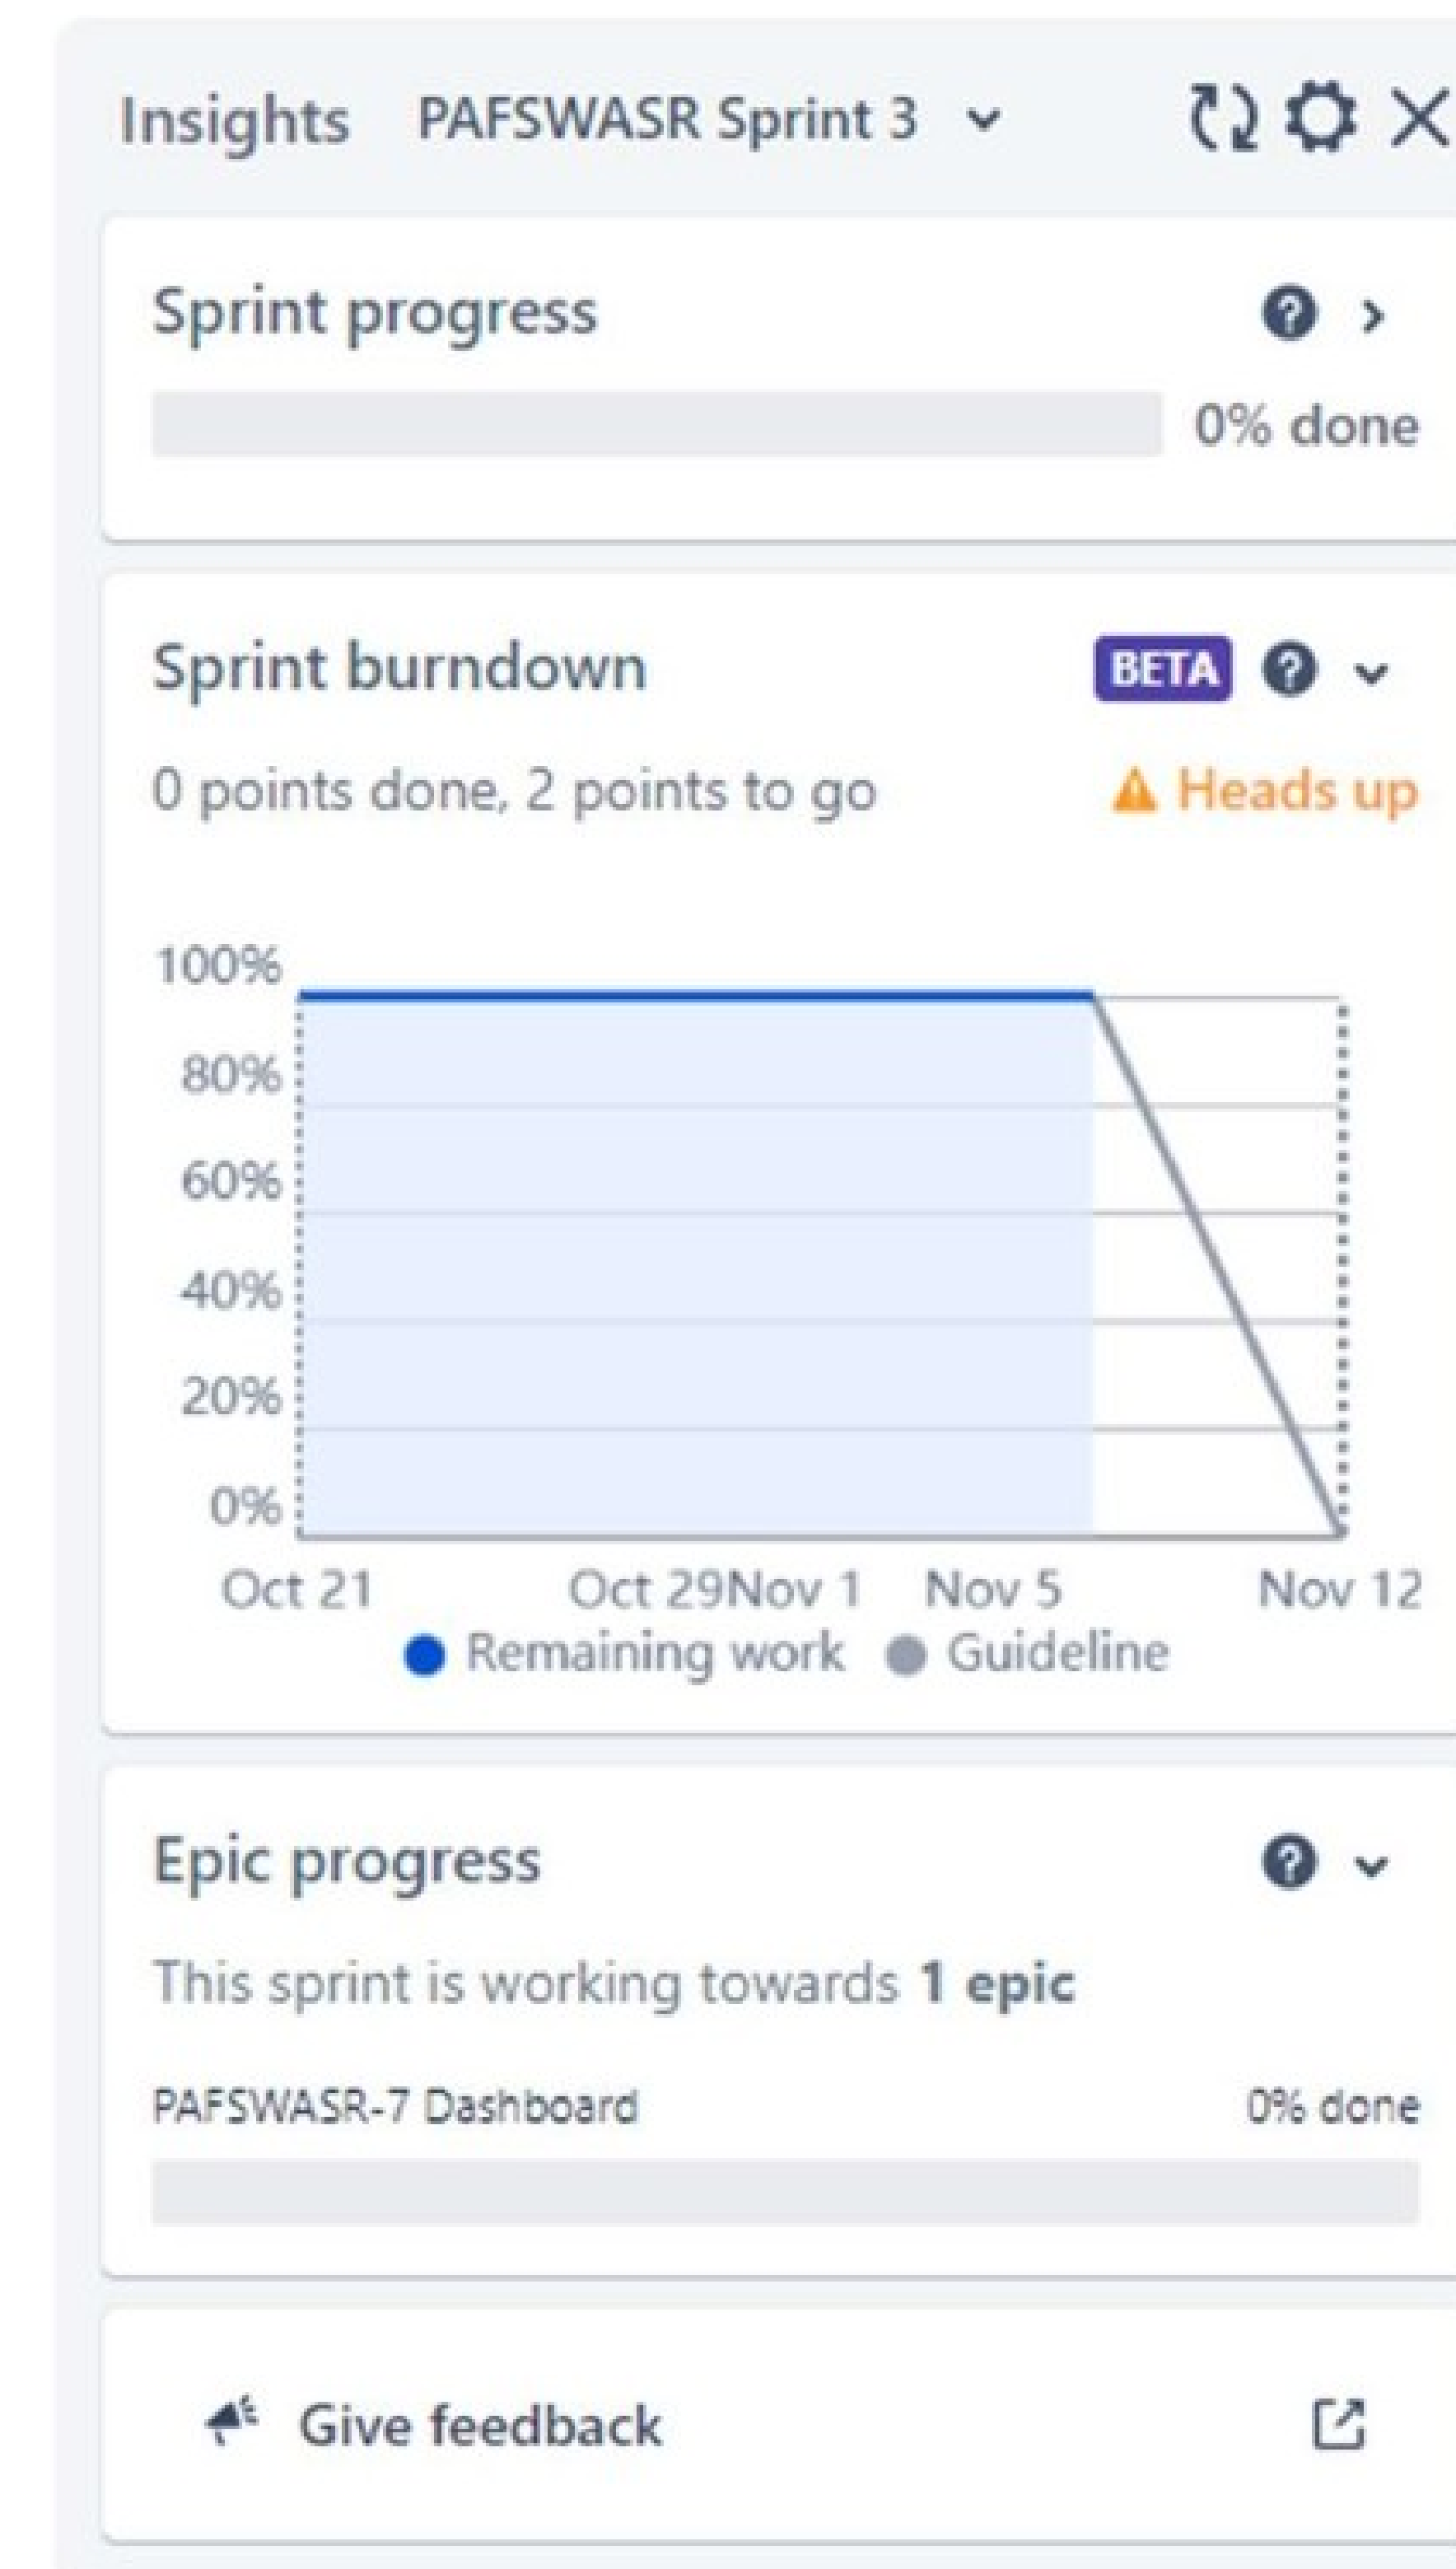 Insights PAFSWASR Sprint 3
Sprint progress
0% done
Sprint burndown BETA
0 points done, 2 points to go Heads up
100%
80%
60%
40%
20%
0%
Oct 21 Oct 29 Nov 1 Nov 5 Nov 12
Remaining work Guideline
Epic progress
This sprint is working towards 1 epic
PAFSWASR-7 Dashboard 0% done
Give feedback